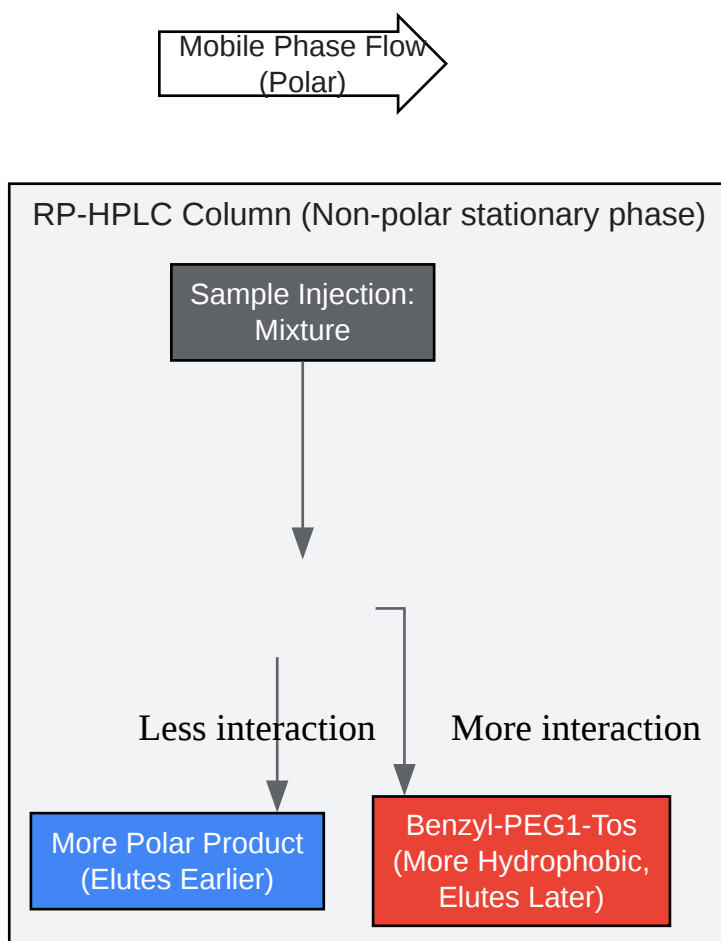 Mobile Phase Flow
(Polar)
RP-HPLC Column (Non-polar stationary phase)
Sample Injection:
Mixture
Less interaction
More interaction
More Polar Product
(Elutes Earlier)
Benzyl-PEG1-Tos
(More Hydrophobic,
Elutes Later)